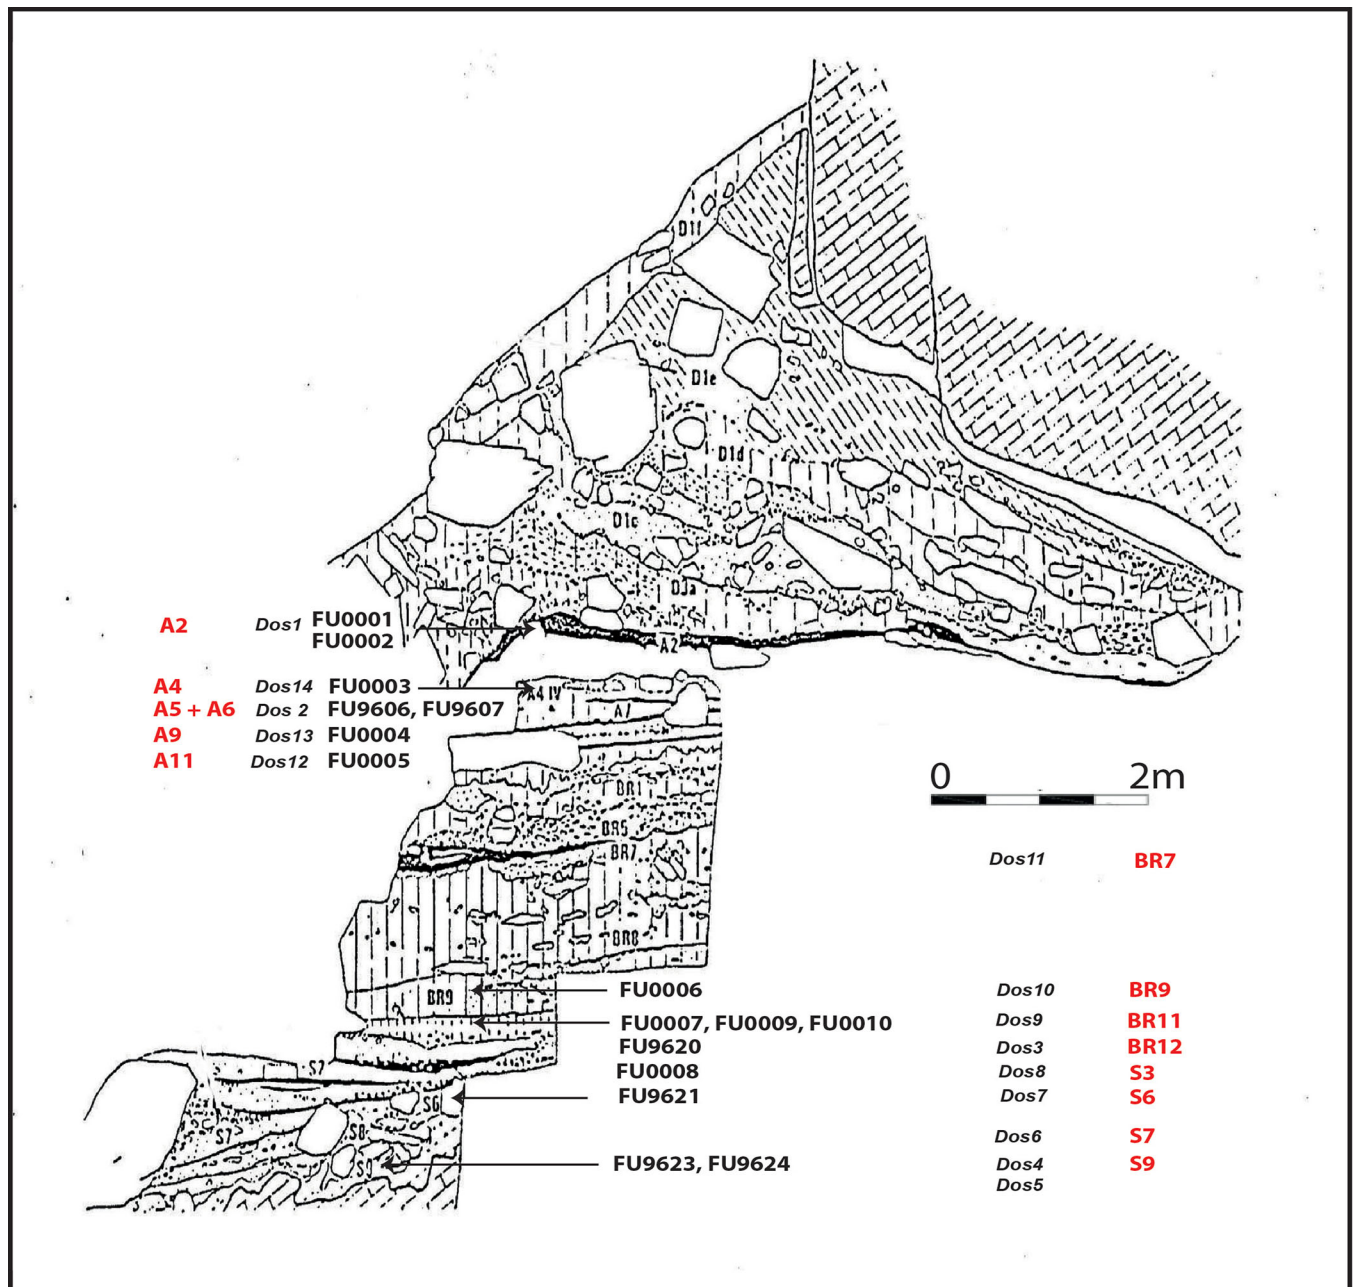 D1f
D1e
D1d
D1c
A2 Dos1 FU0001
FU0002
A2
A4 Dos14 FU0003 A4 IV
A5 + A6 Dos 2 FU9606, FU9607 A7
A9 Dos13 FU0004
A11 Dos12 FU0005
0 2m
BR1
BR5
BR7
Dos11 BR7
BR8
BR9 FU0006 Dos10 BR9
FU0007, FU0009, FU0010 Dos9 BR11
FU9620 Dos3 BR12
S7 FU0008 Dos8 S3
S6 FU9621 Dos7 S6
S7 S8 Dos6 S7
S9 FU9623, FU9624 Dos4 S9
Dos5